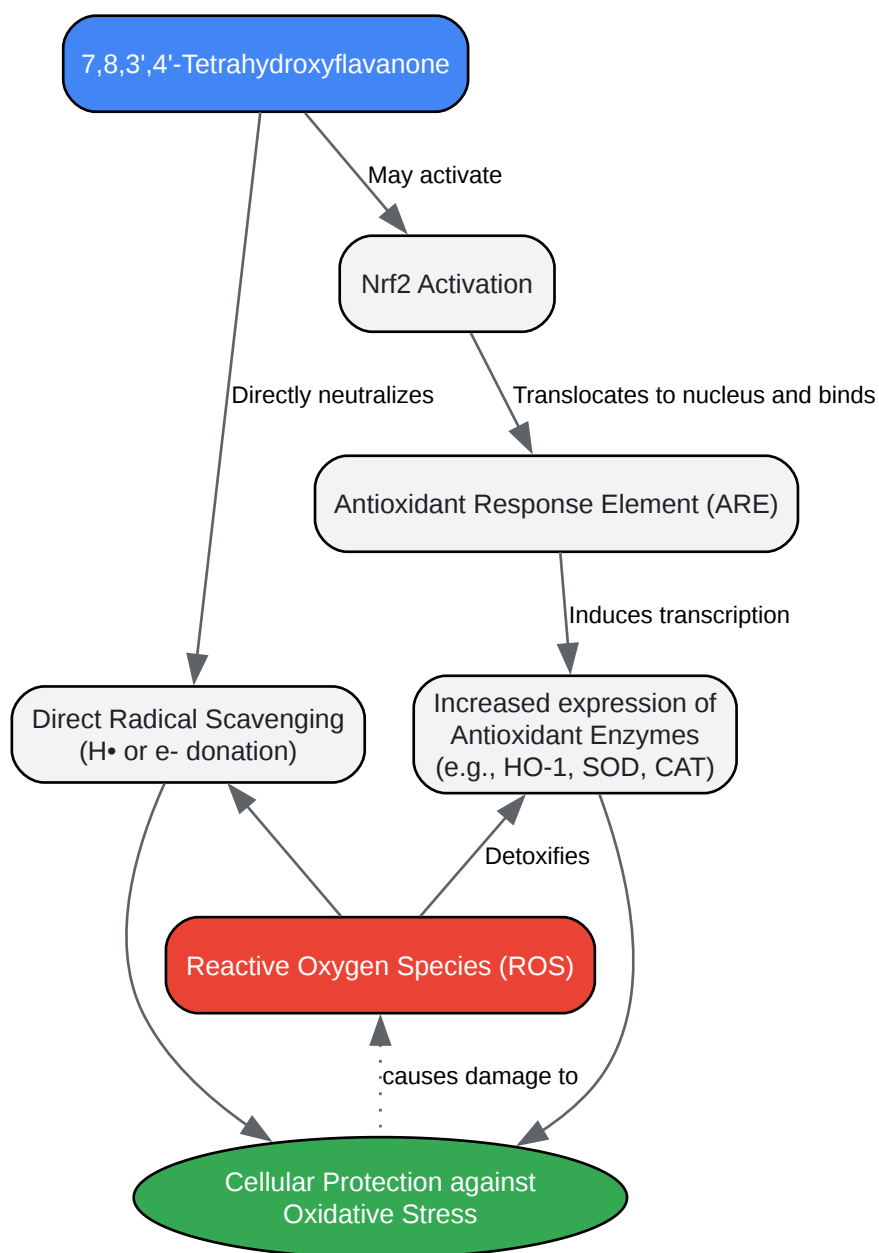 7,8,3',4'-Tetrahydroxyflavanone
May activate
Nrf2 Activation
Directly neutralizes
Translocates to nucleus and binds
Antioxidant Response Element (ARE)
Induces transcription
Direct Radical Scavenging
(H• or e- donation)
Increased expression of
Antioxidant Enzymes
(e.g., HO-1, SOD, CAT)
Detoxifies
Reactive Oxygen Species (ROS)
causes damage to
Cellular Protection against
Oxidative Stress